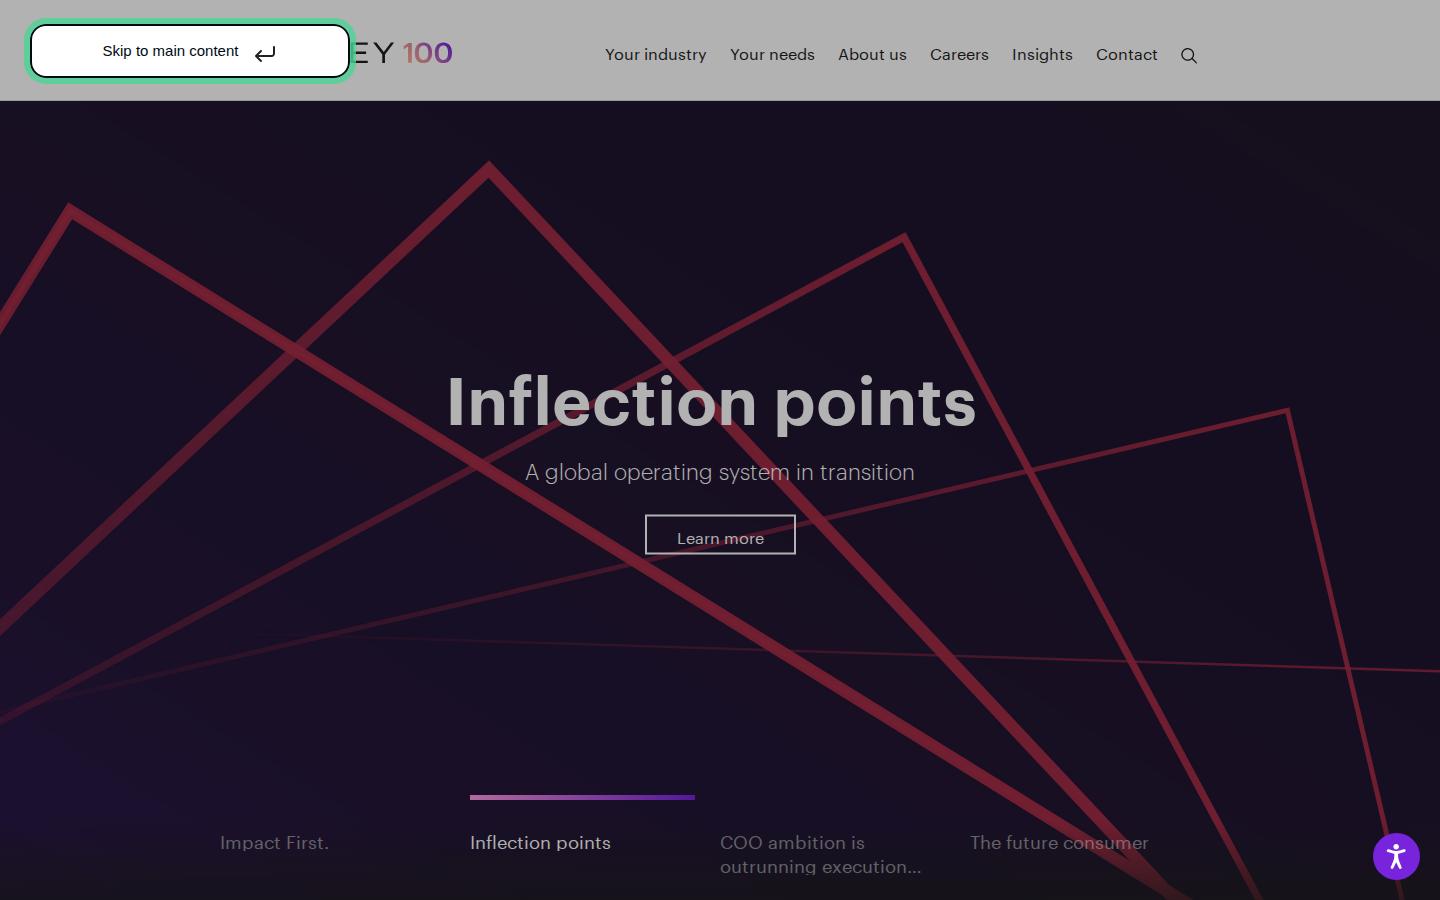 Skip to main content
EY 100
Your industry
Your needs
About us
Careers
Insights
Contact
Inflection points
A global operating system in transition
Learn more
Impact First.
Inflection points
COO ambition is
outrunning execution...
The future consumer